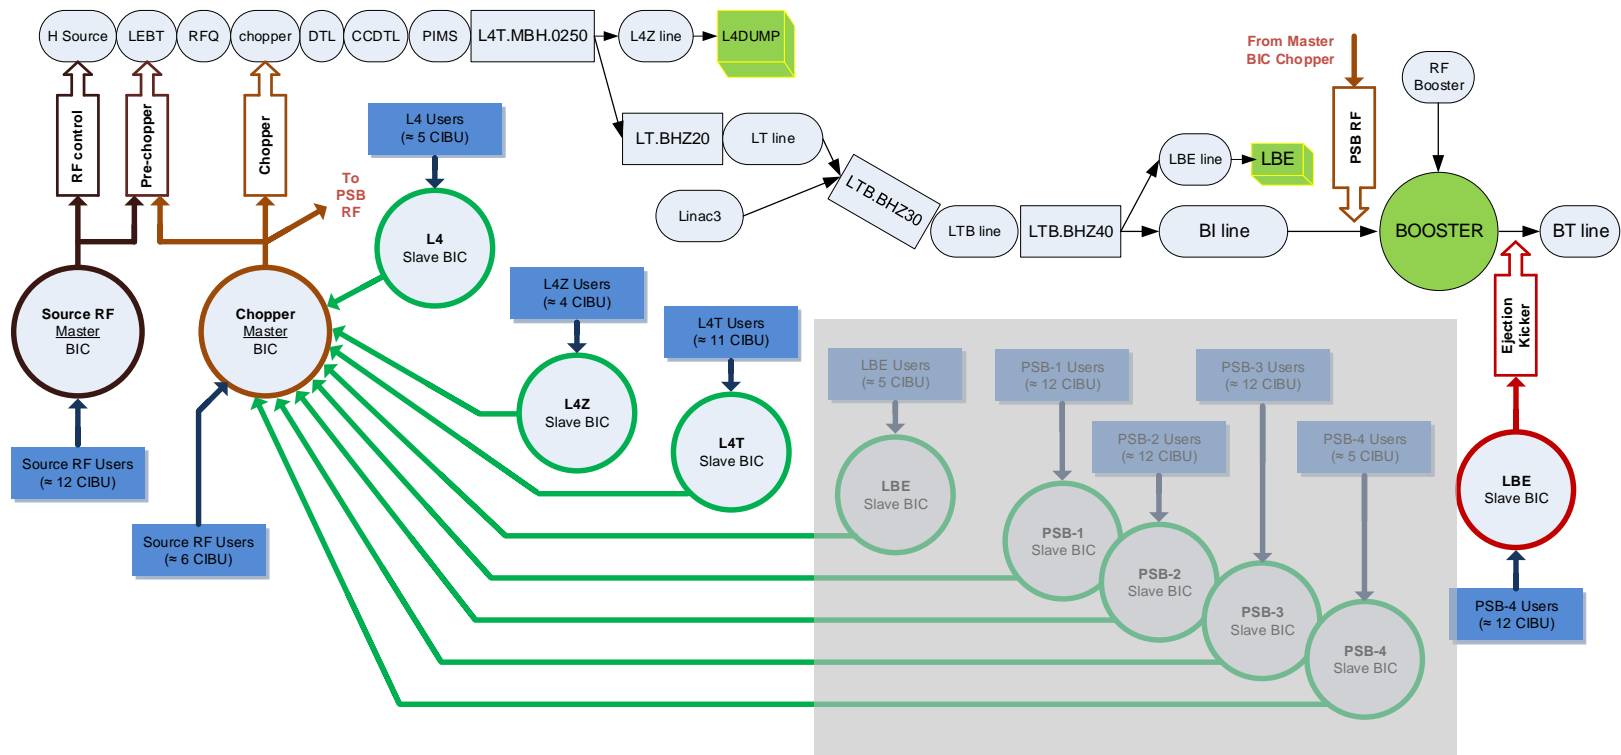 H Source
LEBT
RFQ
chopper
DTL
CCDTL
PIMS
L4T.MBH.0250
L4Z line
L4DUMP
From Master
BIC Chopper
RF
Booster
RF control
Pre-chopper
Chopper
L4 Users
(≈ 5 CIBU)
LT.BHZ20
LT line
PSB RF
LBE line
LBE
To
PSB
RF
Linac3
LTB.BHZ30
LTB line
LTB.BHZ40
BI line
BOOSTER
BT line
L4
Slave BIC
L4Z Users
(≈ 4 CIBU)
Source RF
Master
BIC
Chopper
Master
BIC
L4T Users
(≈ 11 CIBU)
Ejection
Kicker
LBE Users
(≈ 5 CIBU)
PSB-1 Users
(≈ 12 CIBU)
PSB-3 Users
(≈ 12 CIBU)
L4Z
Slave BIC
L4T
Slave BIC
PSB-2 Users
(≈ 12 CIBU)
PSB-4 Users
(≈ 5 CIBU)
Source RF Users
(≈ 12 CIBU)
LBE
Slave BIC
LBE
Slave BIC
Source RF Users
(≈ 6 CIBU)
PSB-1
Slave BIC
PSB-2
Slave BIC
PSB-3
Slave BIC
PSB-4
Slave BIC
PSB-4 Users
(≈ 12 CIBU)